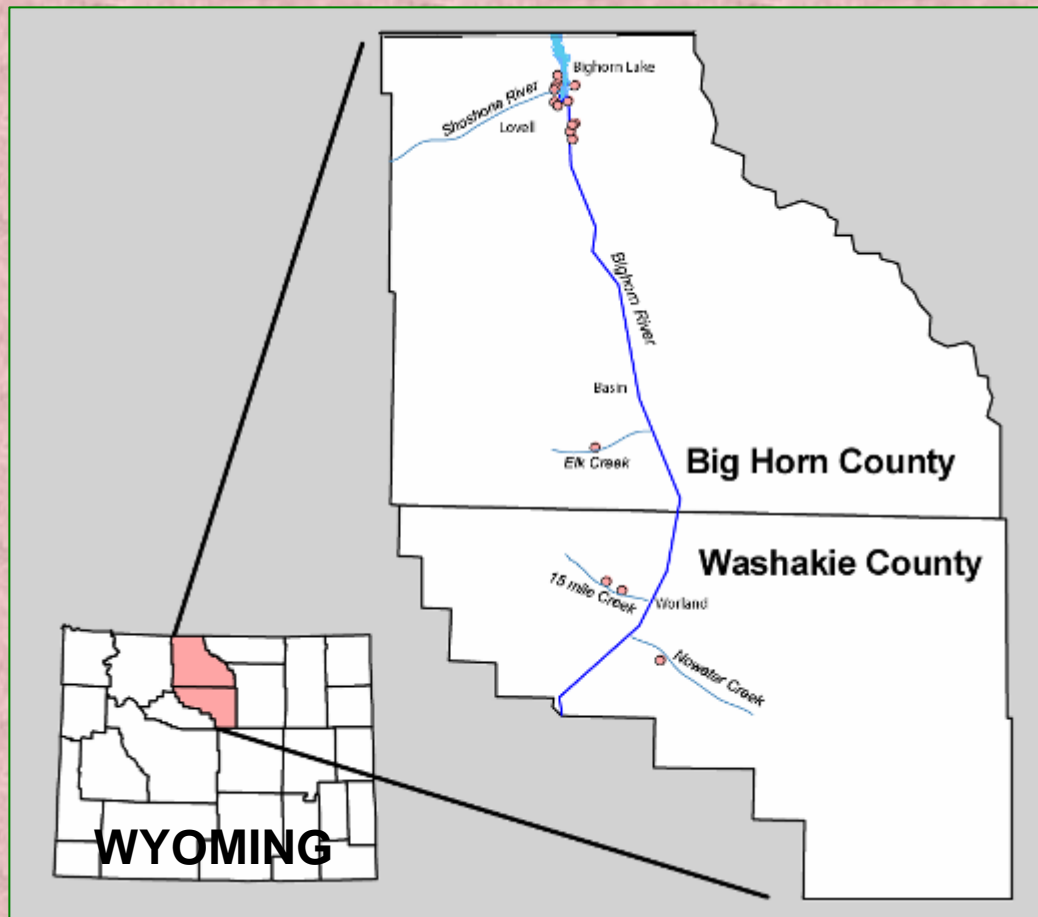 Bighorn Lake
Shoshone River
Lovell
Bighorn River
Basin
Elk Creek
Big Horn County
Washakie County
15 mile Creek
Worland
Nowater Creek
WYOMING